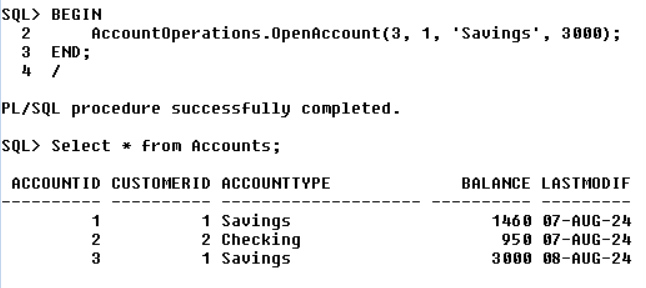 SQL> BEGIN
  2      AccountOperations.OpenAccount(3, 1, 'Savings', 3000);
  3  END;
  4  /
PL/SQL procedure successfully completed.
SQL> Select * from Accounts;
 ACCOUNTID CUSTOMERID ACCOUNTTYPE             BALANCE LASTMODIF
---------- ---------- -------------------- ---------- ---------
         1          1 Savings                    1460 07-AUG-24
         2          2 Checking                    950 07-AUG-24
         3          1 Savings                    3000 08-AUG-24